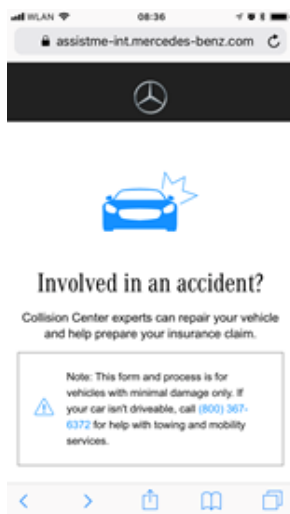 WLAN 08:36
assistme-int.mercedes-benz.com
Involved in an accident?
Collision Center experts can repair your vehicle
and help prepare your insurance claim.
Note: This form and process is for
vehicles with minimal damage only. If
your car isn't driveable, call (800) 367-
6372 for help with towing and mobility
services.